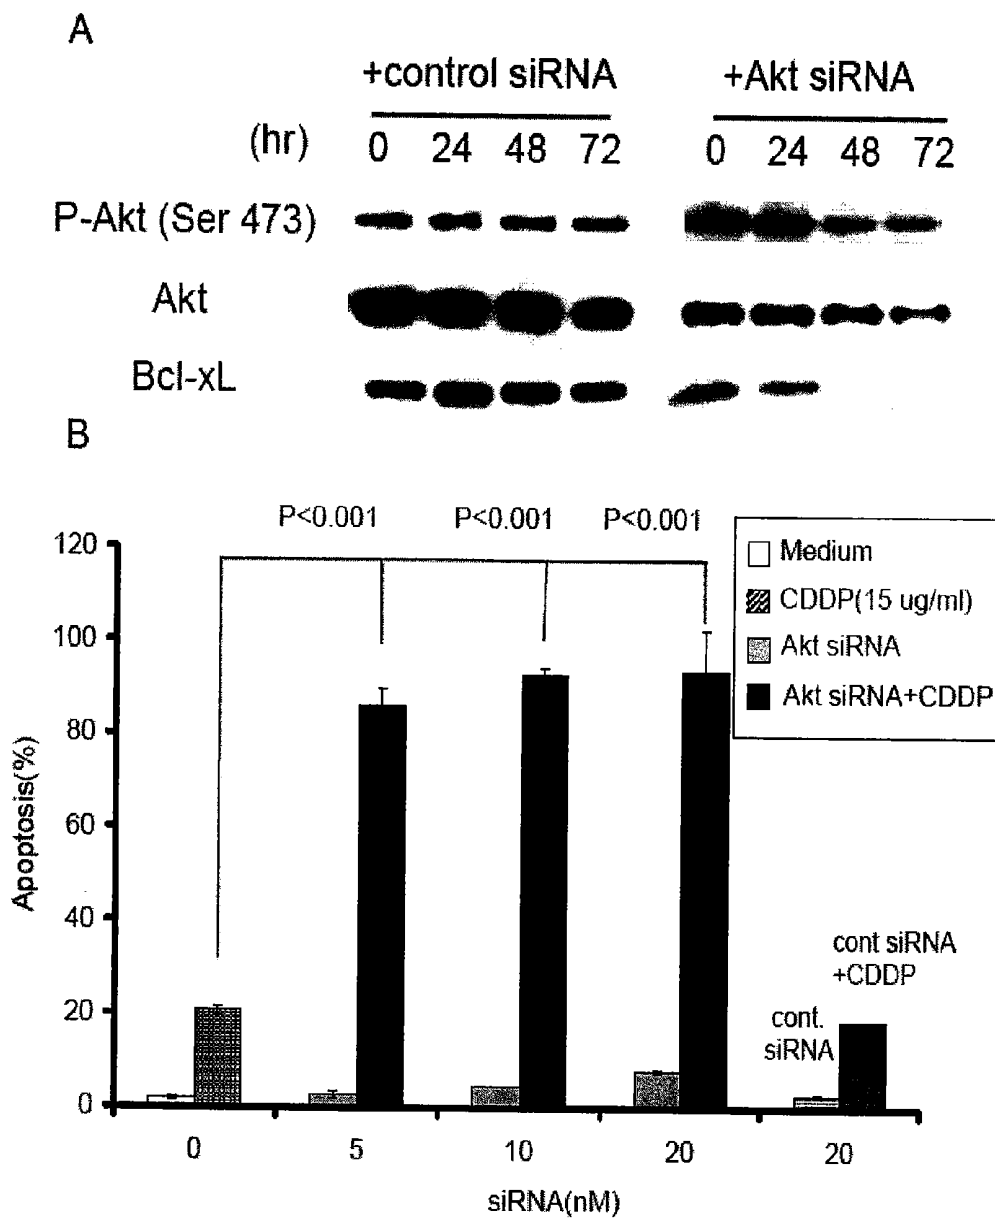 A
+control siRNA +Akt siRNA
(hr) 0 24 48 72 0 24 48 72
P-Akt (Ser 473)
Akt
Bcl-xL
B
P<0.001 P<0.001 P<0.001
120
100
80
60
40
20
0
Apoptosis(%)
Medium
CDDP(15 ug/ml)
Akt siRNA
Akt siRNA+CDDP
cont siRNA
+CDDP
cont.
siRNA
0 5 10 20 20
siRNA(nM)